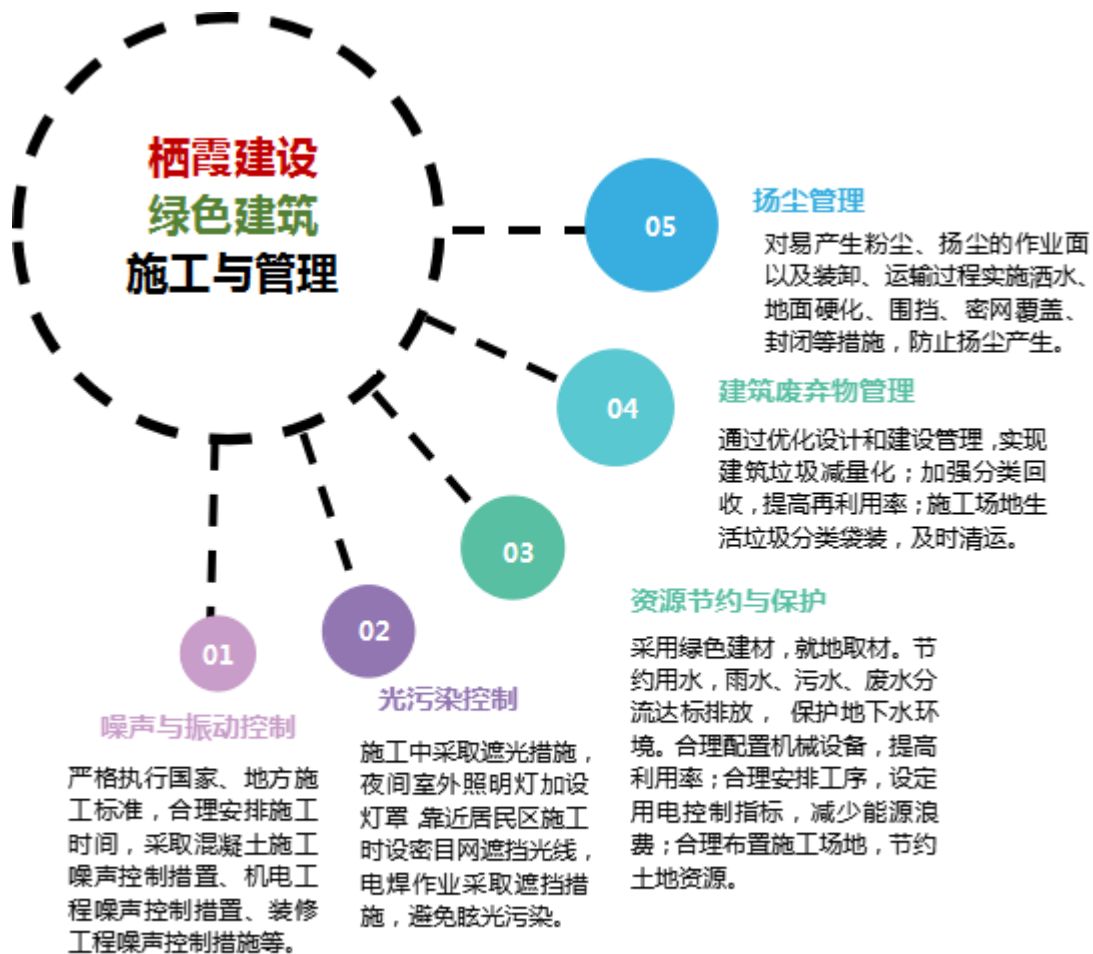 栖霞建设
绿色建筑
施工与管理
01
噪声与振动控制
严格执行国家、地方施
工标准，合理安排施工
时间，采取混凝土施工
噪声控制措置、机电工
程噪声控制措置、装修
工程噪声控制措施等。
02
光污染控制
施工中采取遮光措施，
夜间室外照明灯加设
灯罩,靠近居民区施工
时设密目网遮挡光线，
电焊作业采取遮挡措
施，避免眩光污染。
03
资源节约与保护
采用绿色建材，就地取材。节
约用水，雨水、污水、废水分
流达标排放， 保护地下水环
境。合理配置机械设备，提高
利用率；合理安排工序，设定
用电控制指标，减少能源浪
费；合理布置施工场地，节约
土地资源。
04
建筑废弃物管理
通过优化设计和建设管理,实现
建筑垃圾减量化；加强分类回
收，提高再利用率；施工场地生
活垃圾分类袋装，及时清运。
05
扬尘管理
对易产生粉尘、扬尘的作业面
以及装卸、运输过程实施洒水、
地面硬化、围挡、密网覆盖、
封闭等措施，防止扬尘产生。